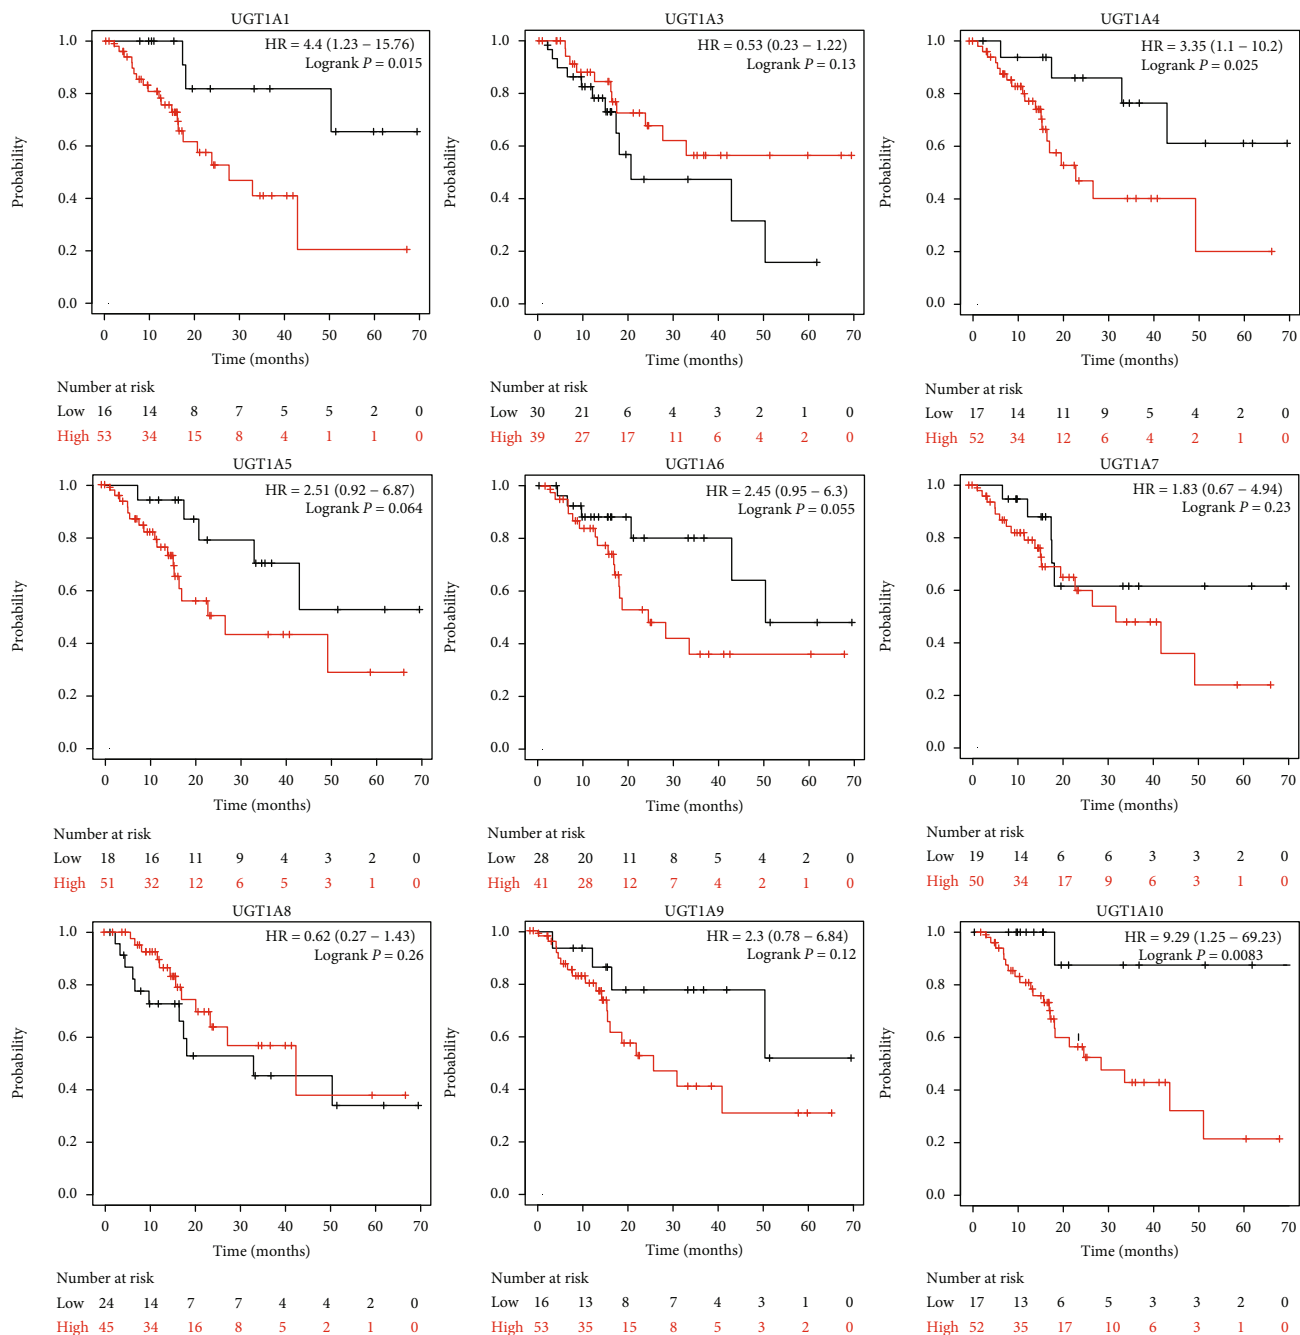 UGT1A1
HR = 4.4 (1.23 – 15.76)
Logrank P = 0.015
Probability
1.0
0.8
0.6
0.4
0.2
0.0
0 10 20 30 40 50 60 70
Time (months)
Number at risk
Low 16 14 8 7 5 5 2 0
High 53 34 15 8 4 1 1 0
UGT1A3
HR = 0.53 (0.23 – 1.22)
Logrank P = 0.13
Probability
1.0
0.8
0.6
0.4
0.2
0.0
0 10 20 30 40 50 60 70
Time (months)
Number at risk
Low 30 21 6 4 3 2 1 0
High 39 27 17 11 6 4 2 0
UGT1A4
HR = 3.35 (1.1 – 10.2)
Logrank P = 0.025
Probability
1.0
0.8
0.6
0.4
0.2
0.0
0 10 20 30 40 50 60 70
Time (months)
Number at risk
Low 17 14 11 9 5 4 2 0
High 52 34 12 6 4 2 1 0
UGT1A5
HR = 2.51 (0.92 – 6.87)
Logrank P = 0.064
Probability
1.0
0.8
0.6
0.4
0.2
0.0
0 10 20 30 40 50 60 70
Time (months)
Number at risk
Low 18 16 11 9 4 3 2 0
High 51 32 12 6 5 3 1 0
UGT1A6
HR = 2.45 (0.95 – 6.3)
Logrank P = 0.055
Probability
1.0
0.8
0.6
0.4
0.2
0.0
0 10 20 30 40 50 60 70
Time (months)
Number at risk
Low 28 20 11 8 5 4 2 0
High 41 28 12 7 4 2 1 0
UGT1A7
HR = 1.83 (0.67 – 4.94)
Logrank P = 0.23
Probability
1.0
0.8
0.6
0.4
0.2
0.0
0 10 20 30 40 50 60 70
Time (months)
Number at risk
Low 19 14 6 6 3 3 2 0
High 50 34 17 9 6 3 1 0
UGT1A8
HR = 0.62 (0.27 – 1.43)
Logrank P = 0.26
Probability
1.0
0.8
0.6
0.4
0.2
0.0
0 10 20 30 40 50 60 70
Time (months)
Number at risk
Low 24 14 7 7 4 4 2 0
High 45 34 16 8 5 2 1 0
UGT1A9
HR = 2.3 (0.78 – 6.84)
Logrank P = 0.12
Probability
1.0
0.8
0.6
0.4
0.2
0.0
0 10 20 30 40 50 60 70
Time (months)
Number at risk
Low 16 13 8 7 4 3 1 0
High 53 35 15 8 5 3 2 0
UGT1A10
HR = 9.29 (1.25 – 69.23)
Logrank P = 0.0083
Probability
1.0
0.8
0.6
0.4
0.2
0.0
0 10 20 30 40 50 60 70
Time (months)
Number at risk
Low 17 13 6 5 3 3 2 0
High 52 35 17 10 6 3 1 0